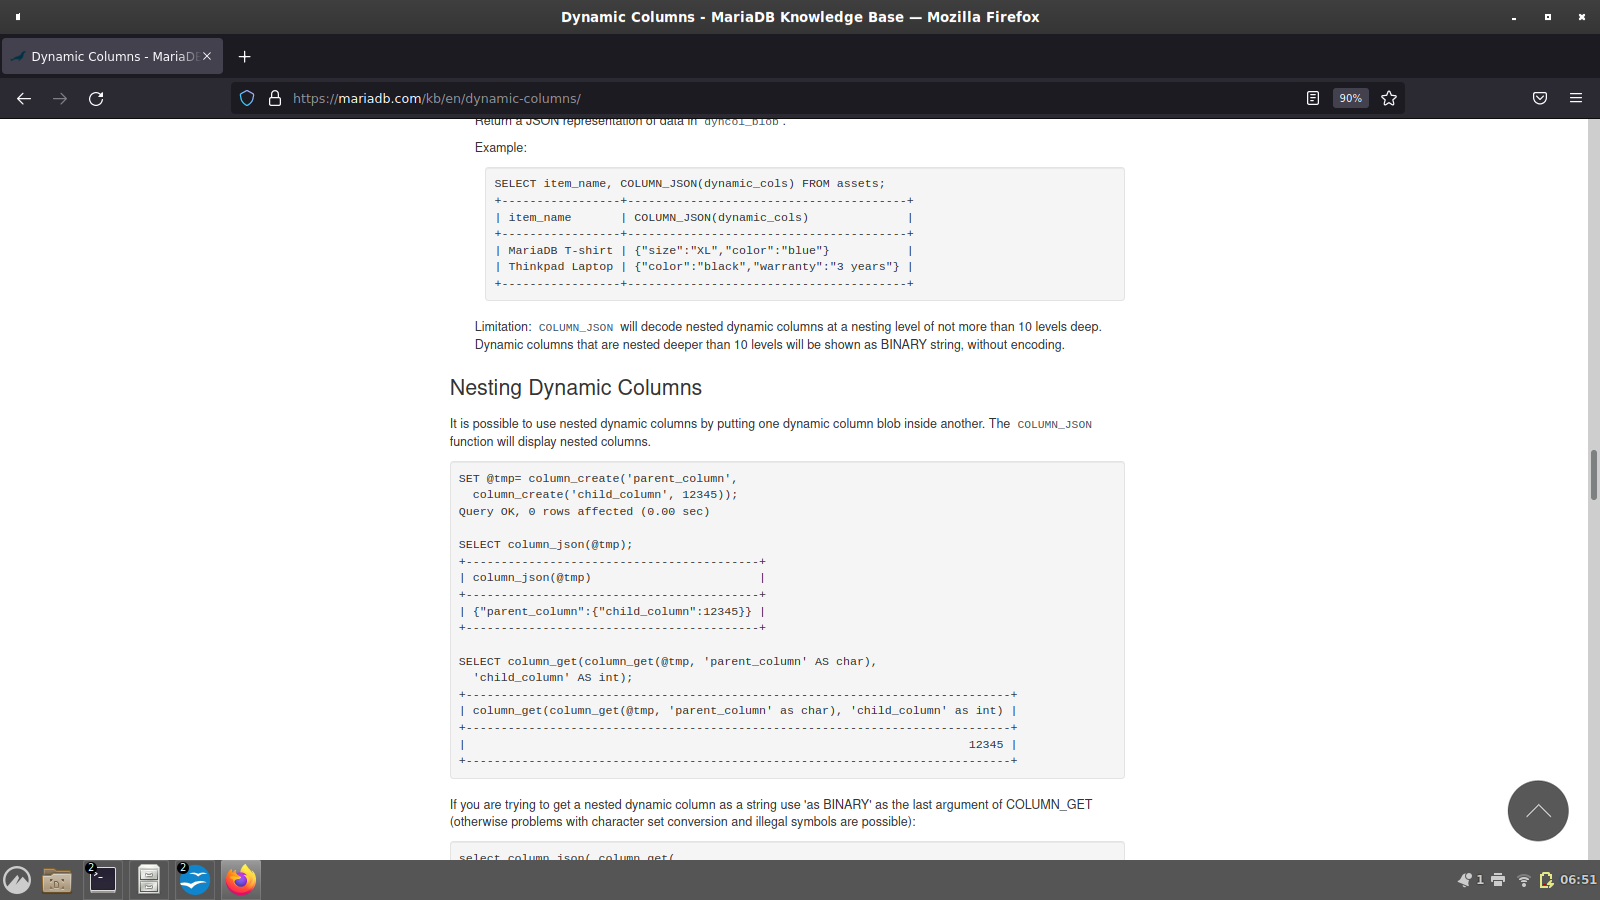 Dynamic Columns - MariaDB Knowledge Base — Mozilla Firefox
Dynamic Columns - MariaDB
https://mariadb.com/kb/en/dynamic-columns/
90%
Return a JSON representation of data in dyncol_blob .
Example:
SELECT item_name, COLUMN_JSON(dynamic_cols) FROM assets;
+-----------------+----------------------------------------+
| item_name       | COLUMN_JSON(dynamic_cols)              |
+-----------------+----------------------------------------+
| MariaDB T-shirt | {"size":"XL","color":"blue"}           |
| Thinkpad Laptop | {"color":"black","warranty":"3 years"} |
+-----------------+----------------------------------------+
Limitation: COLUMN_JSON will decode nested dynamic columns at a nesting level of not more than 10 levels deep.
Dynamic columns that are nested deeper than 10 levels will be shown as BINARY string, without encoding.
Nesting Dynamic Columns
It is possible to use nested dynamic columns by putting one dynamic column blob inside another. The COLUMN_JSON
function will display nested columns.
SET @tmp= column_create('parent_column',
  column_create('child_column', 12345));
Query OK, 0 rows affected (0.00 sec)
SELECT column_json(@tmp);
+------------------------------------------+
| column_json(@tmp)                        |
+------------------------------------------+
| {"parent_column":{"child_column":12345}} |
+------------------------------------------+
SELECT column_get(column_get(@tmp, 'parent_column' AS char),
  'child_column' AS int);
+------------------------------------------------------------------------------+
| column_get(column_get(@tmp, 'parent_column' as char), 'child_column' as int) |
+------------------------------------------------------------------------------+
|                                                                        12345 |
+------------------------------------------------------------------------------+
If you are trying to get a nested dynamic column as a string use 'as BINARY' as the last argument of COLUMN_GET
(otherwise problems with character set conversion and illegal symbols are possible):
select column_json( column_get(
2
2
1
06:51